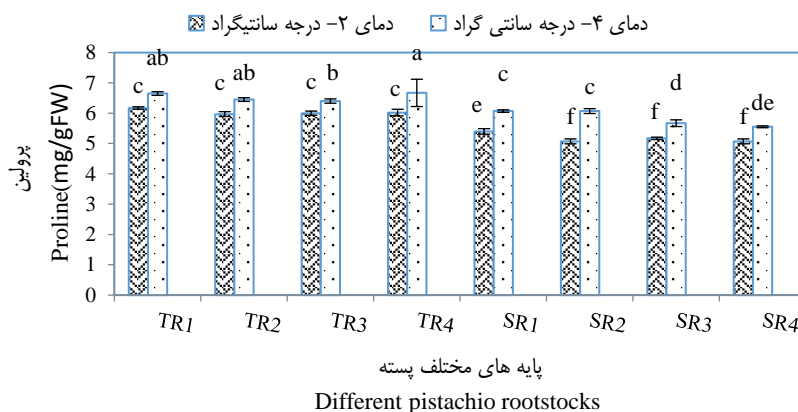 دمای ۲- درجه سانتیگراد دمای ۴- درجه سانتی گراد
پرولین
Proline(mg/gFW)
8
7
6
5
4
3
2
1
0
c ab c ab c b c a e c f c f d f de
TR1 TR2 TR3 TR4 SR1 SR2 SR3 SR4
پایه های مختلف پسته
Different pistachio rootstocks